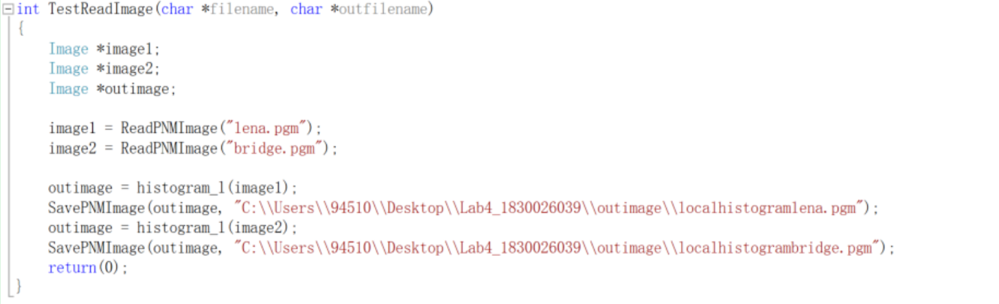 int TestReadImage(char *filename, char *outfilename)
{
Image *image1;
Image *image2;
Image *outimage;
image1 = ReadPNMImage("lena.pgm");
image2 = ReadPNMImage("bridge.pgm");
outimage = histogram_l(image1);
SavePNMImage(outimage, "C:\\Users\\94510\\Desktop\\Lab4_1830026039\\outimage\\localhistogramlena.pgm");
outimage = histogram_l(image2);
SavePNMImage(outimage, "C:\\Users\\94510\\Desktop\\Lab4_1830026039\\outimage\\localhistogrambridge.pgm");
return(0);
}